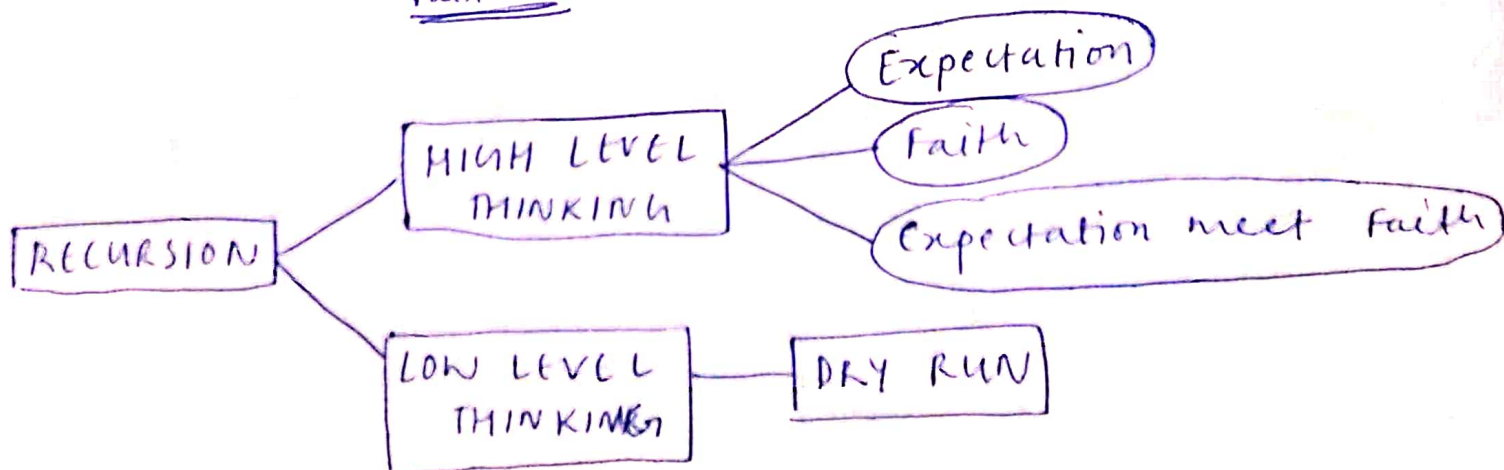 Expectation
HIGH LEVEL
THINKING
Faith
Expectation meet Faith
RECURSION
LOW LEVEL
THINKING
DRY RUN